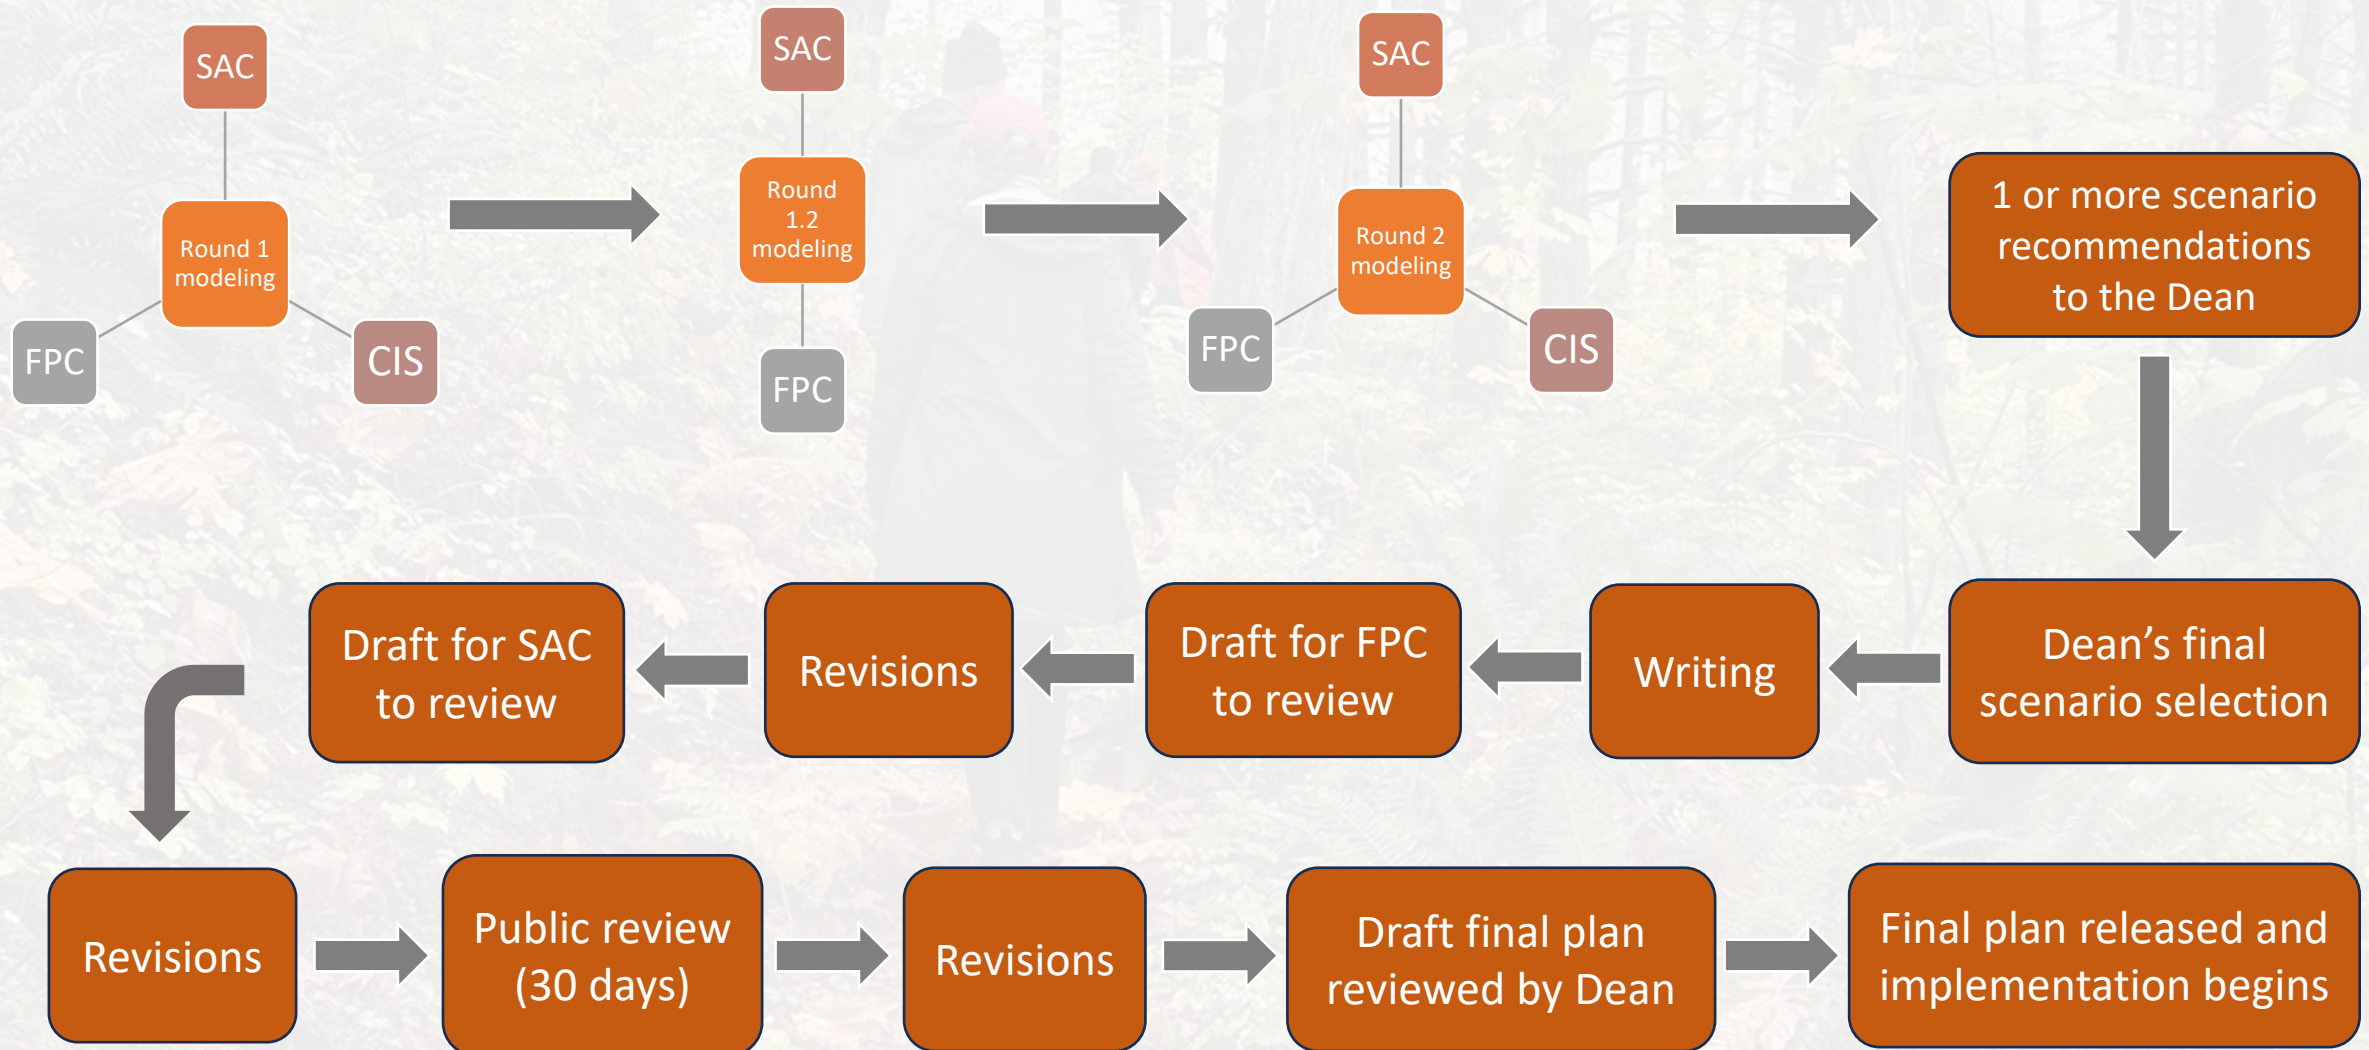 SAC
Round 1
modeling
FPC
CIS
SAC
Round
1.2
modeling
FPC
SAC
Round 2
modeling
FPC
CIS
1 or more scenario
recommendations
to the Dean
Dean’s final
scenario selection
Writing
Draft for FPC
to review
Revisions
Draft for SAC
to review
Revisions
Public review
(30 days)
Revisions
Draft final plan
reviewed by Dean
Final plan released and
implementation begins